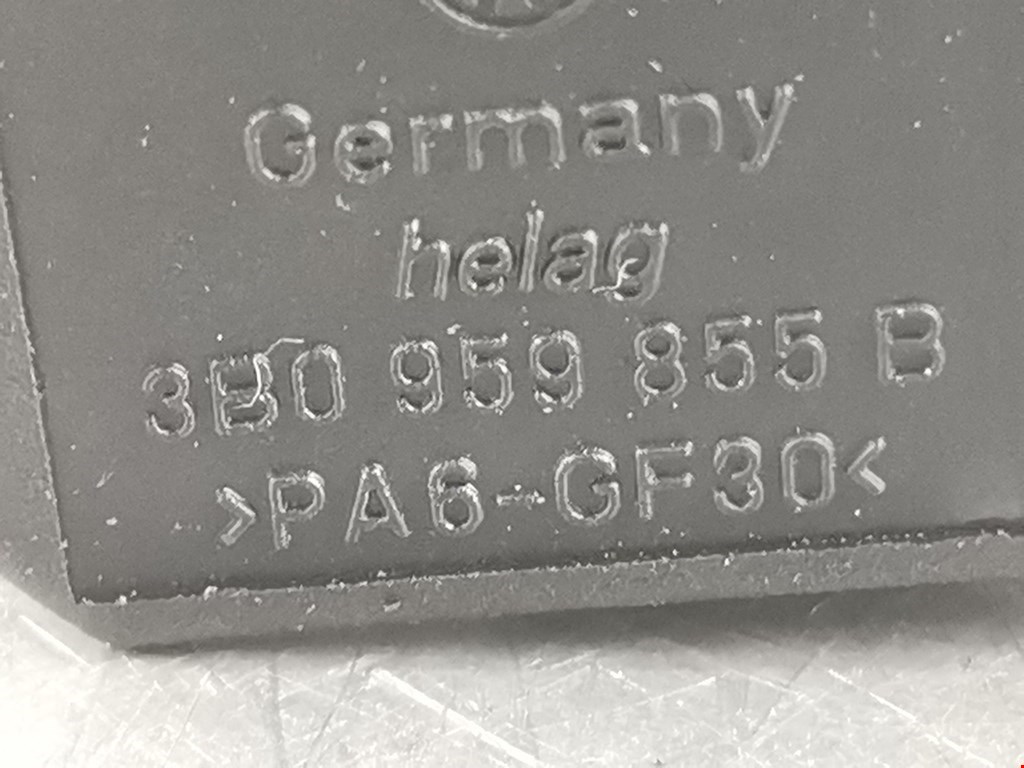 Germany
helag
3B0 959 855 B
>PA6-GF30<